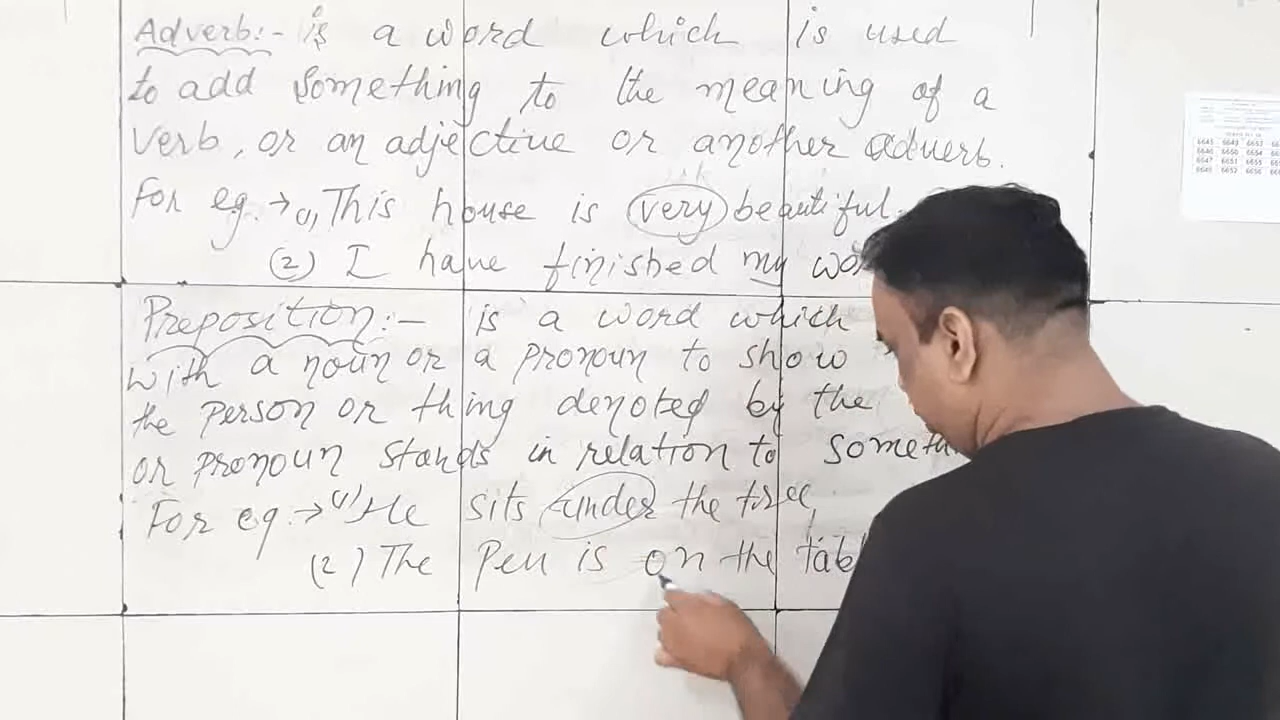 Adverb:- is a word which is used
to add something to the meaning of a
verb, or an adjective or another adverb.
For eg. → (1) This house is very beautiful.
(2) I have finished my
Preposition:- is a word which
with a noun or a pronoun to show
the person or thing denoted by the
or pronoun stands in relation to
For eg. → (1) He sits under the tree,
(2) The Pen is on the